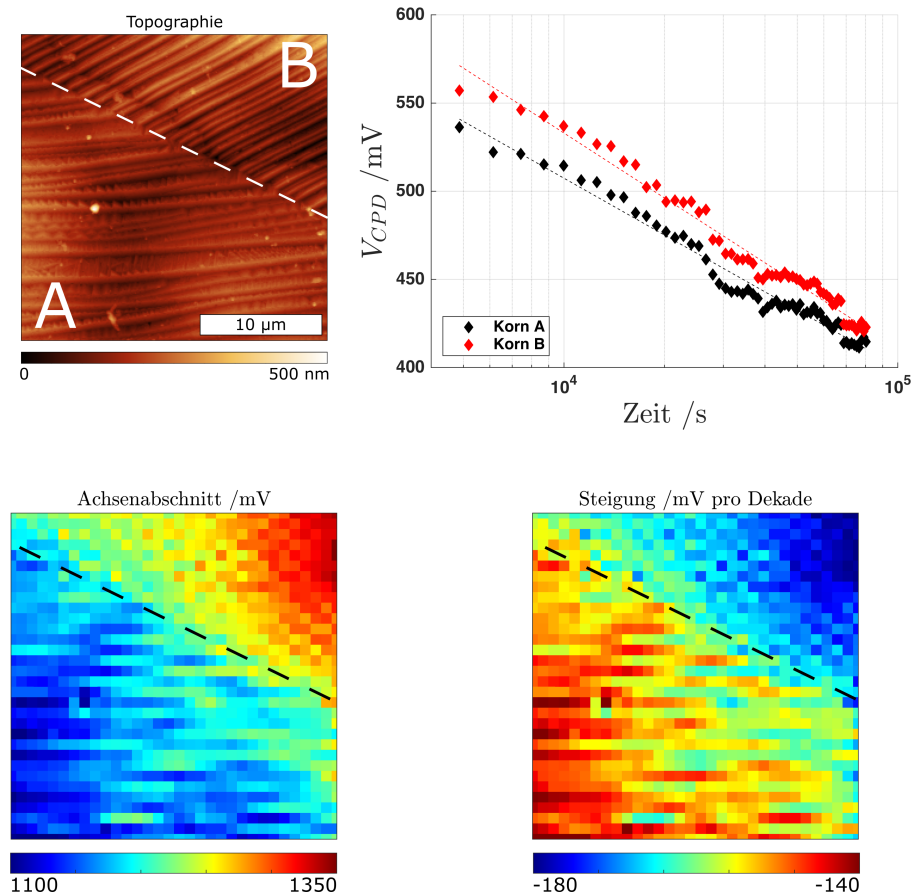 Topographie
B
A
10 µm
0
500 nm
600
550
500
450
400
V_CPD /mV
Korn A
Korn B
10^4
10^5
Zeit /s
Achsenabschnitt /mV
1100
1350
Steigung /mV pro Dekade
-180
-140